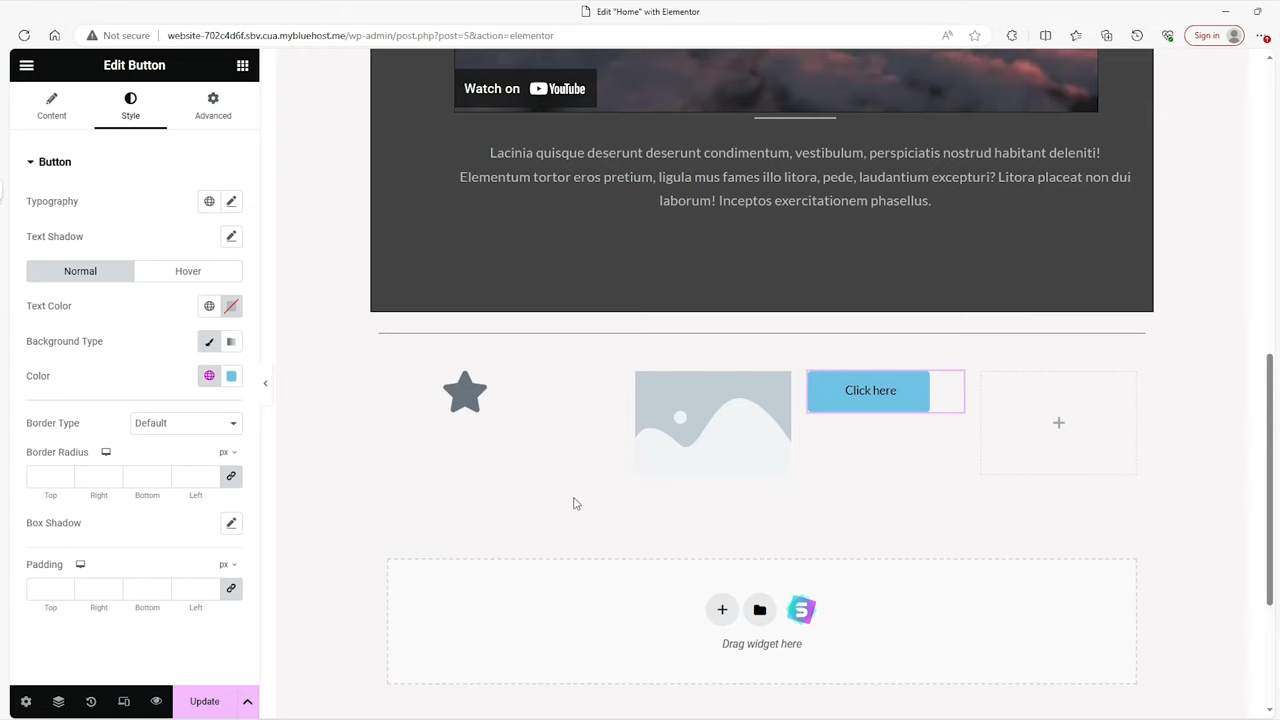 Edit "Home" with Elementor
Not secure
website-702c4d6f.sbv.cua.mybluehost.me/wp-admin/post.php?post=5&action=elementor
Sign in
Edit Button
Content
Style
Advanced
Button
Typography
Text Shadow
Normal
Hover
Text Color
Background Type
Color
Border Type
Default
Border Radius
px
Top
Right
Bottom
Left
Box Shadow
Padding
px
Top
Right
Bottom
Left
Update
Watch on YouTube
Lacinia quisque deserunt deserunt condimentum, vestibulum, perspiciatis nostrud habitant deleniti!
Elementum tortor eros pretium, ligula mus fames illo litora, pede, laudantium excepturi? Litora placeat non dui
laborum! Inceptos exercitationem phasellus.
Click here
Drag widget here